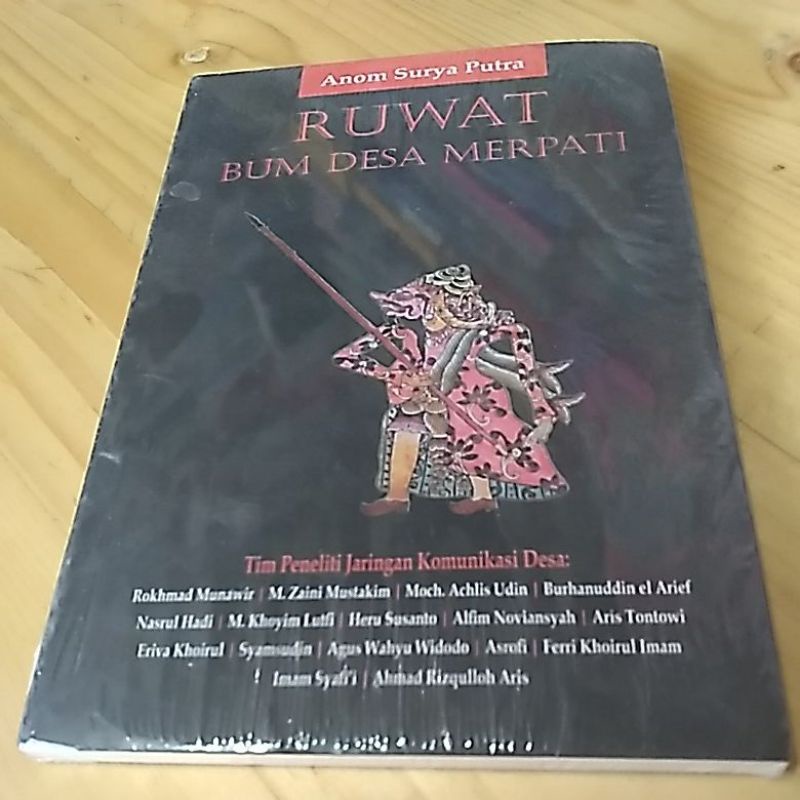 Anom Surya Putra
RUWAT
BUM DESA MERPATI
Tim Peneliti Jaringan Komunikasi Desa:
Rokhmad Munawir | M. Zaini Mustakim | Moch. Achlis Udin | Burhanuddin el Arief
Nasrul Hadi | M. Khoyim Lutfi | Heru Susanto | Alfim Noviansyah | Aris Tontowi
Eriva Khoirul | Syamsudin | Agus Wahyu Widodo | Asrofi | Ferri Khoirul Imam
Imam Syafi'i | Ahmad Rizqulloh Aris